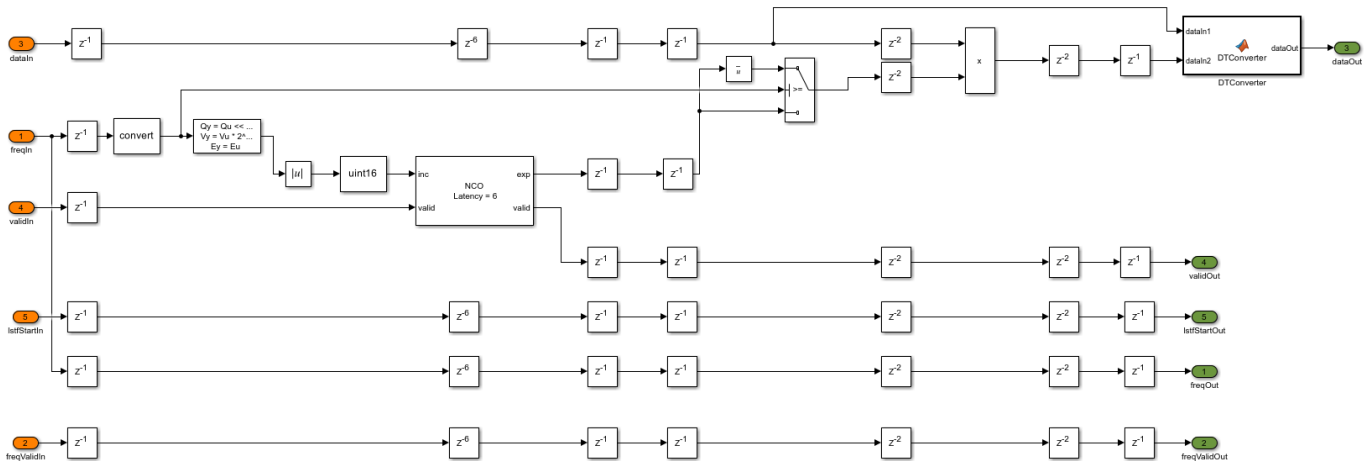 3
dataIn
z-1
z-6
z-1
z-1
z-2
z-2
x
z-2
z-1
dataIn1
dataIn2
dataOut
DTConverter
DTConverter
3
dataOut
u
>=
1
freqIn
z-1
convert
Qy = Qu << ...
Vy = Vu * 2^...
Ey = Eu
|u|
uint16
inc
valid
NCO
Latency = 6
exp
valid
z-1
z-1
4
validIn
z-1
z-1
z-1
z-2
z-2
z-1
4
validOut
5
lstfStartIn
z-1
z-6
z-1
z-1
z-2
z-2
z-1
5
lstfStartOut
z-1
z-6
z-1
z-1
z-2
z-2
z-1
1
freqOut
2
freqValidIn
z-1
z-6
z-1
z-1
z-2
z-2
z-1
2
freqValidOut